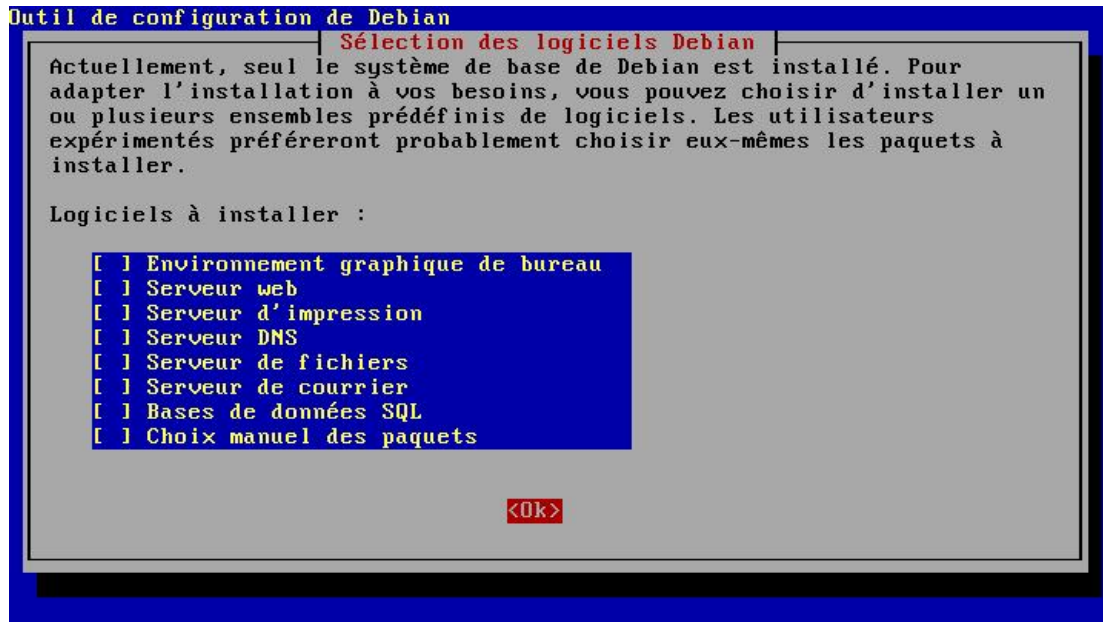 Outil de configuration de Debian
Sélection des logiciels Debian
Actuellement, seul le système de base de Debian est installé. Pour
adapter l'installation à vos besoins, vous pouvez choisir d'installer un
ou plusieurs ensembles prédéfinis de logiciels. Les utilisateurs
expérimentés préféreront probablement choisir eux-mêmes les paquets à
installer.
Logiciels à installer :
[ ] Environnement graphique de bureau
[ ] Serveur web
[ ] Serveur d'impression
[ ] Serveur DNS
[ ] Serveur de fichiers
[ ] Serveur de courrier
[ ] Bases de données SQL
[ ] Choix manuel des paquets
<Ok>